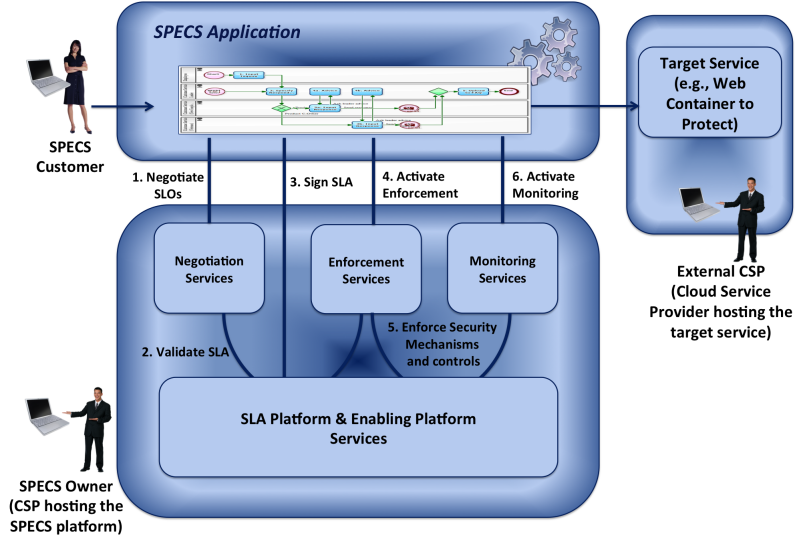 SPECS Application
Target Service
(e.g., Web
Container to
Protect)
SPECS
Customer
1. Negotiate
SLOs
3. Sign SLA
4. Activate
Enforcement
6. Activate
Monitoring
External CSP
(Cloud Service
Provider hosting the
target service)
Negotiation
Services
Enforcement
Services
Monitoring
Services
2. Validate SLA
5. Enforce Security
Mechanisms
and controls
SLA Platform & Enabling Platform
Services
SPECS Owner
(CSP hosting the
SPECS platform)